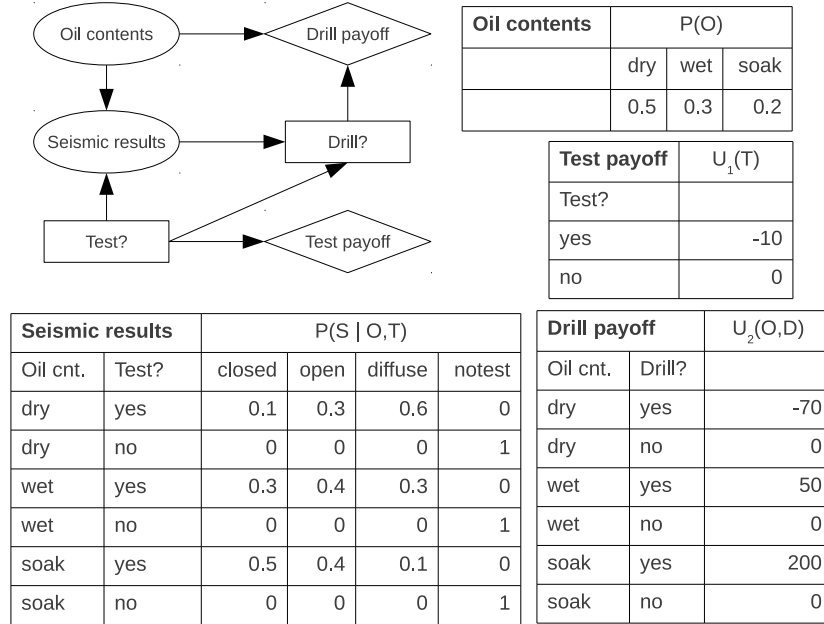 Oil contents
Drill payoff
Seismic results
Drill?
Test?
Test payoff
Oil contents P(O)
dry wet soak
0.5 0.3 0.2
Test payoff U₁(T)
Test?
yes -10
no 0
Seismic results P(S | O,T)
Oil cnt. Test? closed open diffuse notest
dry yes 0.1 0.3 0.6 0
dry no 0 0 0 1
wet yes 0.3 0.4 0.3 0
wet no 0 0 0 1
soak yes 0.5 0.4 0.1 0
soak no 0 0 0 1
Drill payoff U₂(O,D)
Oil cnt. Drill?
dry yes -70
dry no 0
wet yes 50
wet no 0
soak yes 200
soak no 0